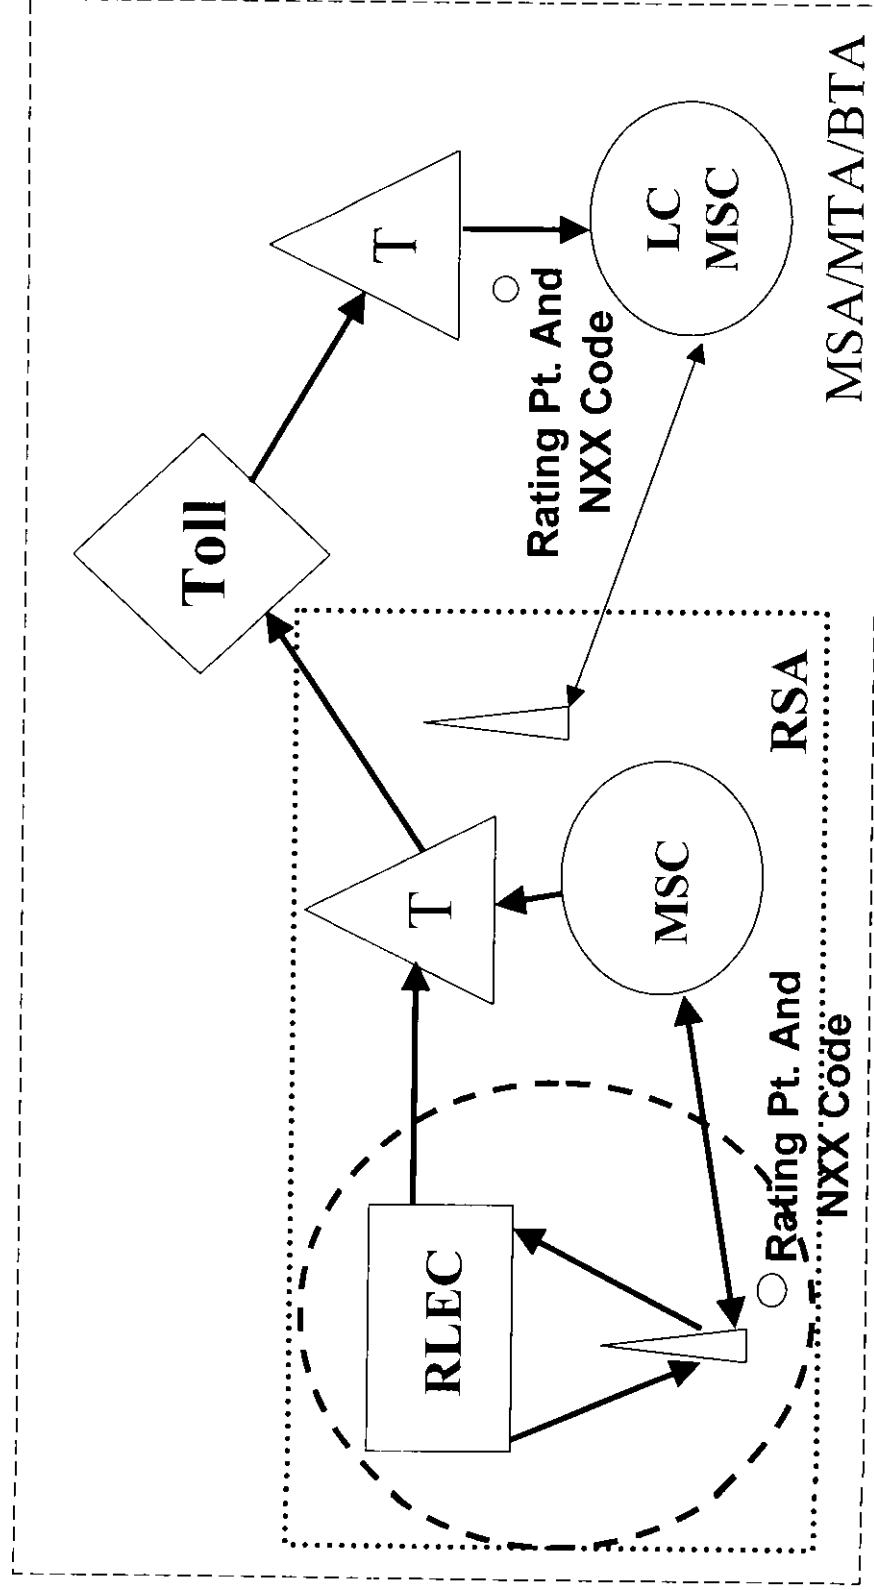 Toll
T
T
RLEC
Rating Pt. And
NXX Code
LC
MSC
MSC
RSA
Rating Pt. And
NXX Code
MSA/MTA/BTA